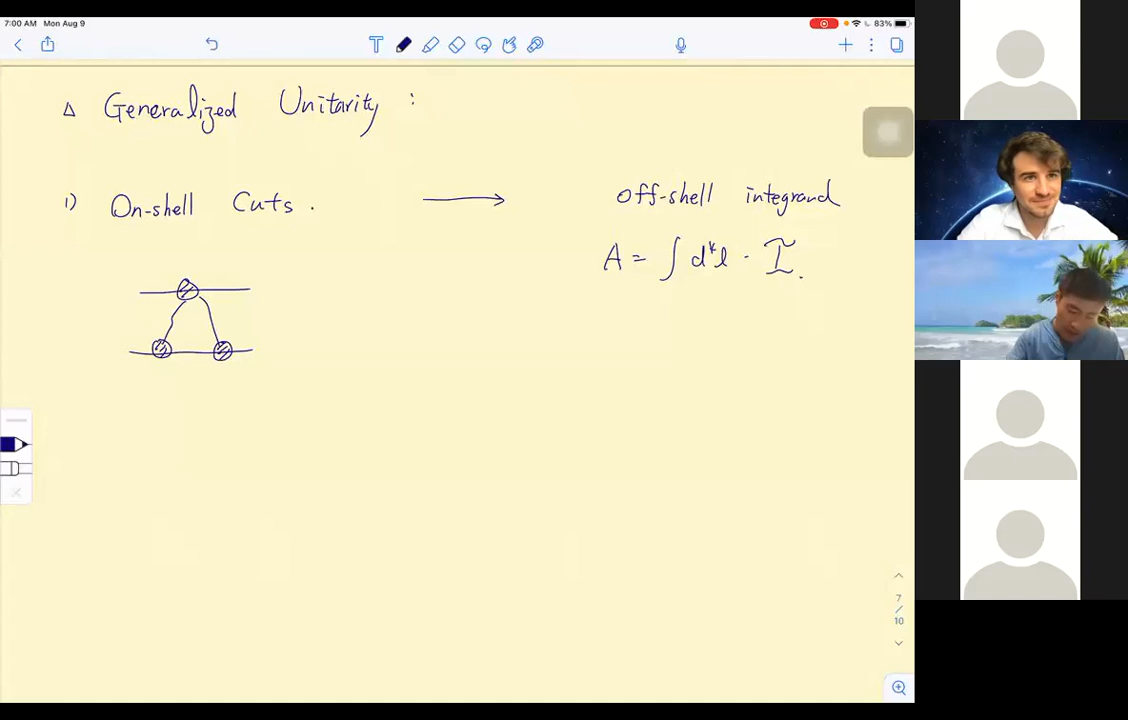 7:00 AM Mon Aug 9
83%
Δ Generalized Unitarity :
1) On-shell Cuts . ⟶ off-shell integrand
A = ∫ d⁴l · I .
7
/
10